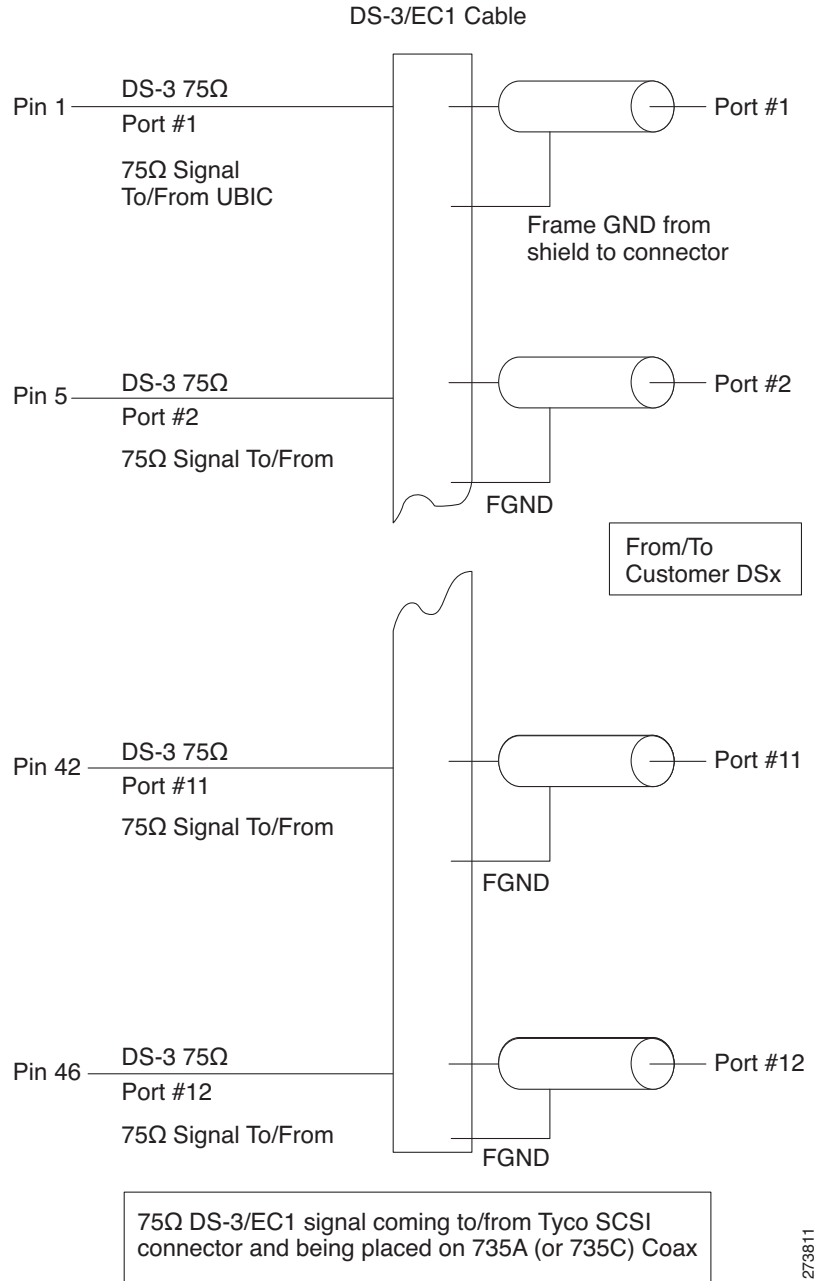 DS-3/EC1 Cable
Pin 1
DS-3 75Ω
Port #1
75Ω Signal
To/From UBIC
Port #1
Frame GND from
shield to connector
Pin 5
DS-3 75Ω
Port #2
75Ω Signal To/From
Port #2
FGND
From/To
Customer DSx
Pin 42
DS-3 75Ω
Port #11
75Ω Signal To/From
Port #11
FGND
Pin 46
DS-3 75Ω
Port #12
75Ω Signal To/From
Port #12
FGND
75Ω DS-3/EC1 signal coming to/from Tyco SCSI
connector and being placed on 735A (or 735C) Coax
273811